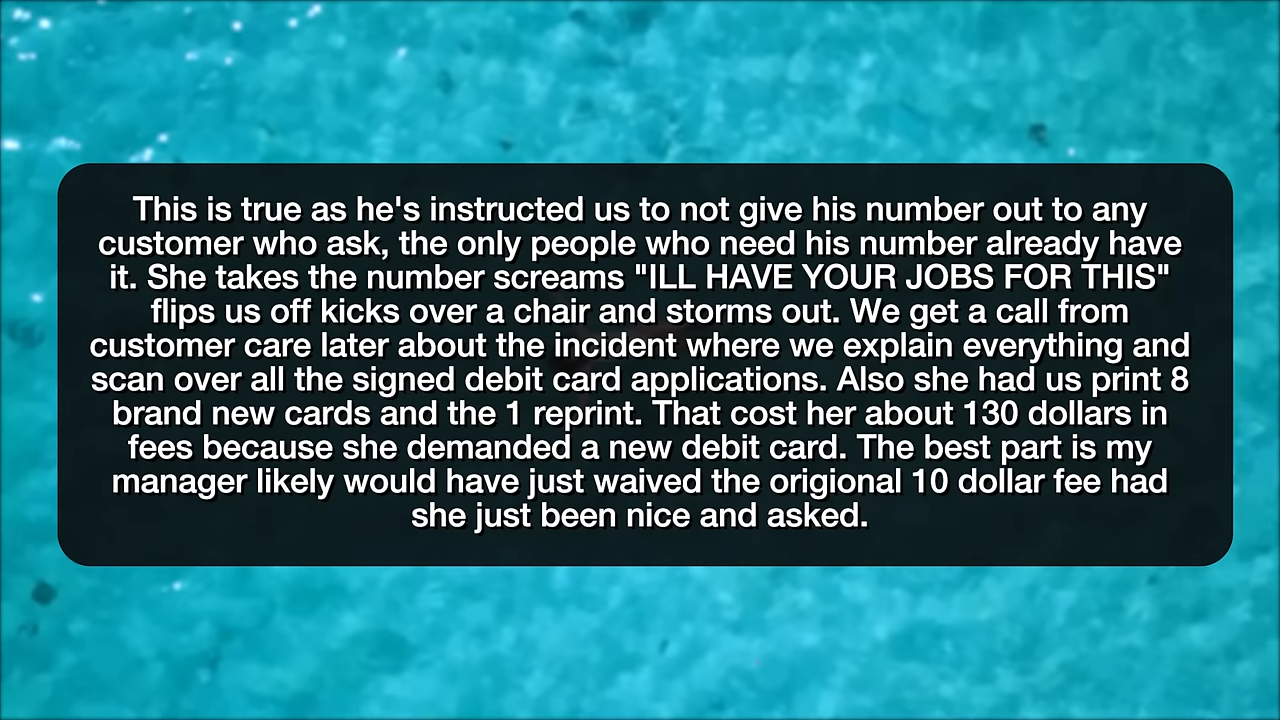 This is true as he's instructed us to not give his number out to any
customer who ask, the only people who need his number already have
it. She takes the number screams "ILL HAVE YOUR JOBS FOR THIS"
flips us off kicks over a chair and storms out. We get a call from
customer care later about the incident where we explain everything and
scan over all the signed debit card applications. Also she had us print 8
brand new cards and the 1 reprint. That cost her about 130 dollars in
fees because she demanded a new debit card. The best part is my
manager likely would have just waived the origional 10 dollar fee had
she just been nice and asked.